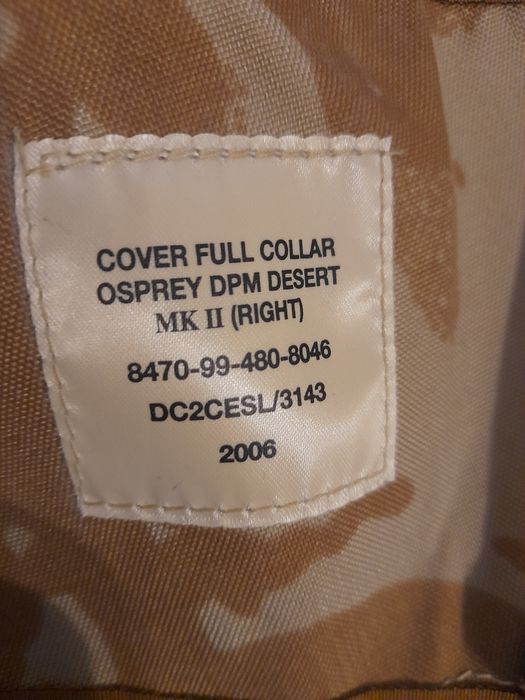 COVER FULL COLLAR
OSPREY DPM DESERT
MK II (RIGHT)
8470-99-480-8046
DC2CESL/3143
2006